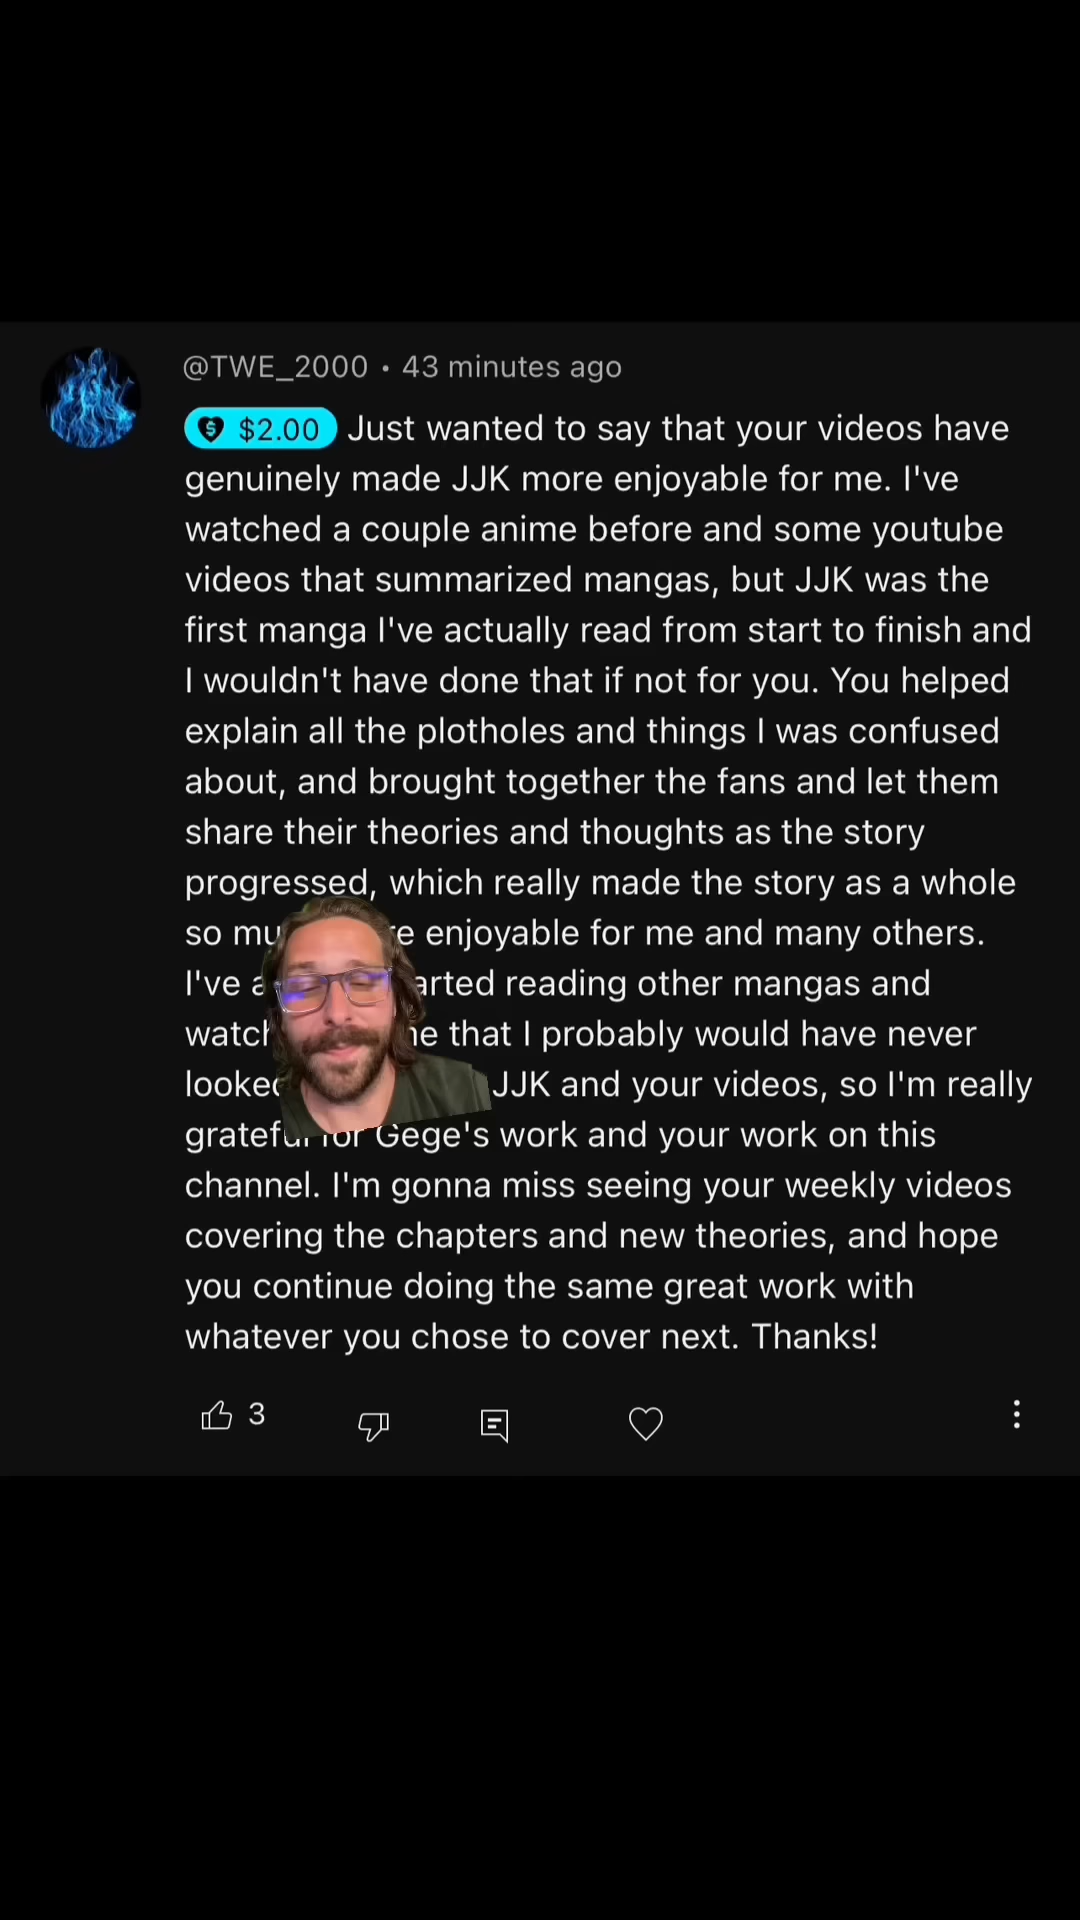 @TWE_2000 • 43 minutes ago
$2.00 Just wanted to say that your videos have
genuinely made JJK more enjoyable for me. I've
watched a couple anime before and some youtube
videos that summarized mangas, but JJK was the
first manga I've actually read from start to finish and
I wouldn't have done that if not for you. You helped
explain all the plotholes and things I was confused
about, and brought together the fans and let them
share their theories and thoughts as the story
progressed, which really made the story as a whole
so enjoyable for me and many others.
I've reading other mangas and
that I probably would have never
JJK and your videos, so I'm really
grateful for Gege's work and your work on this
channel. I'm gonna miss seeing your weekly videos
covering the chapters and new theories, and hope
you continue doing the same great work with
whatever you chose to cover next. Thanks!
3